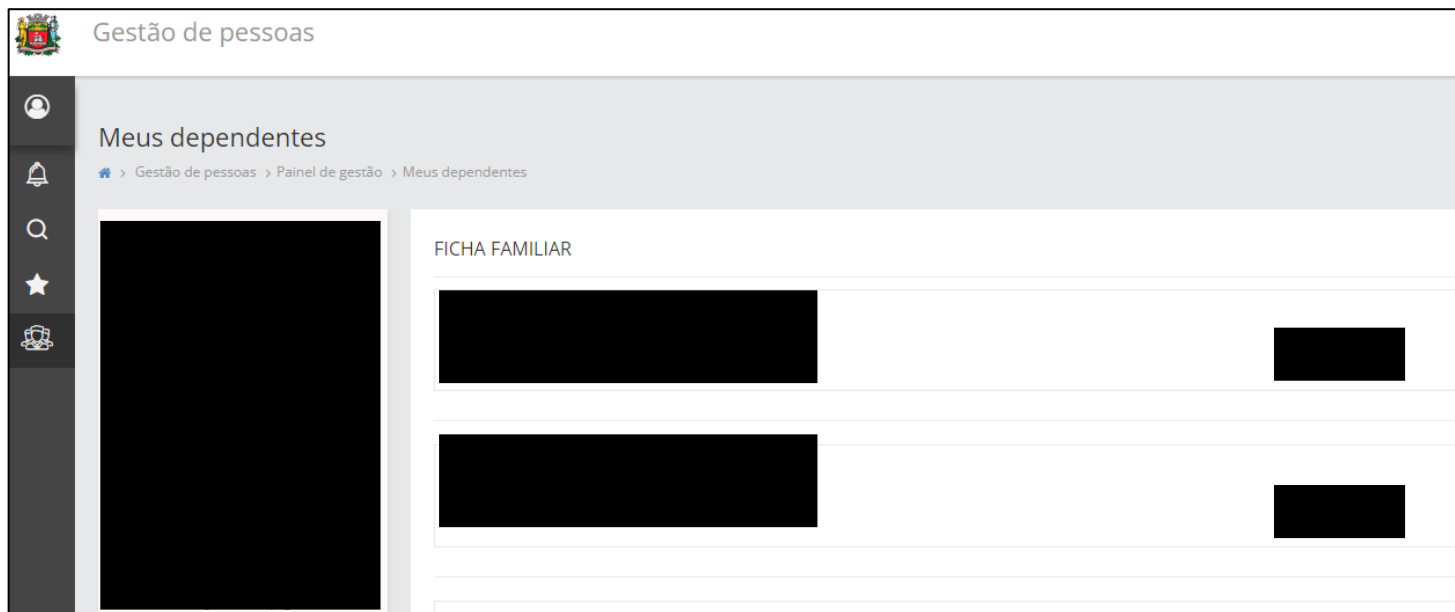 Gestão de pessoas
Meus dependentes
> Gestão de pessoas > Painel de gestão > Meus dependentes
FICHA FAMILIAR